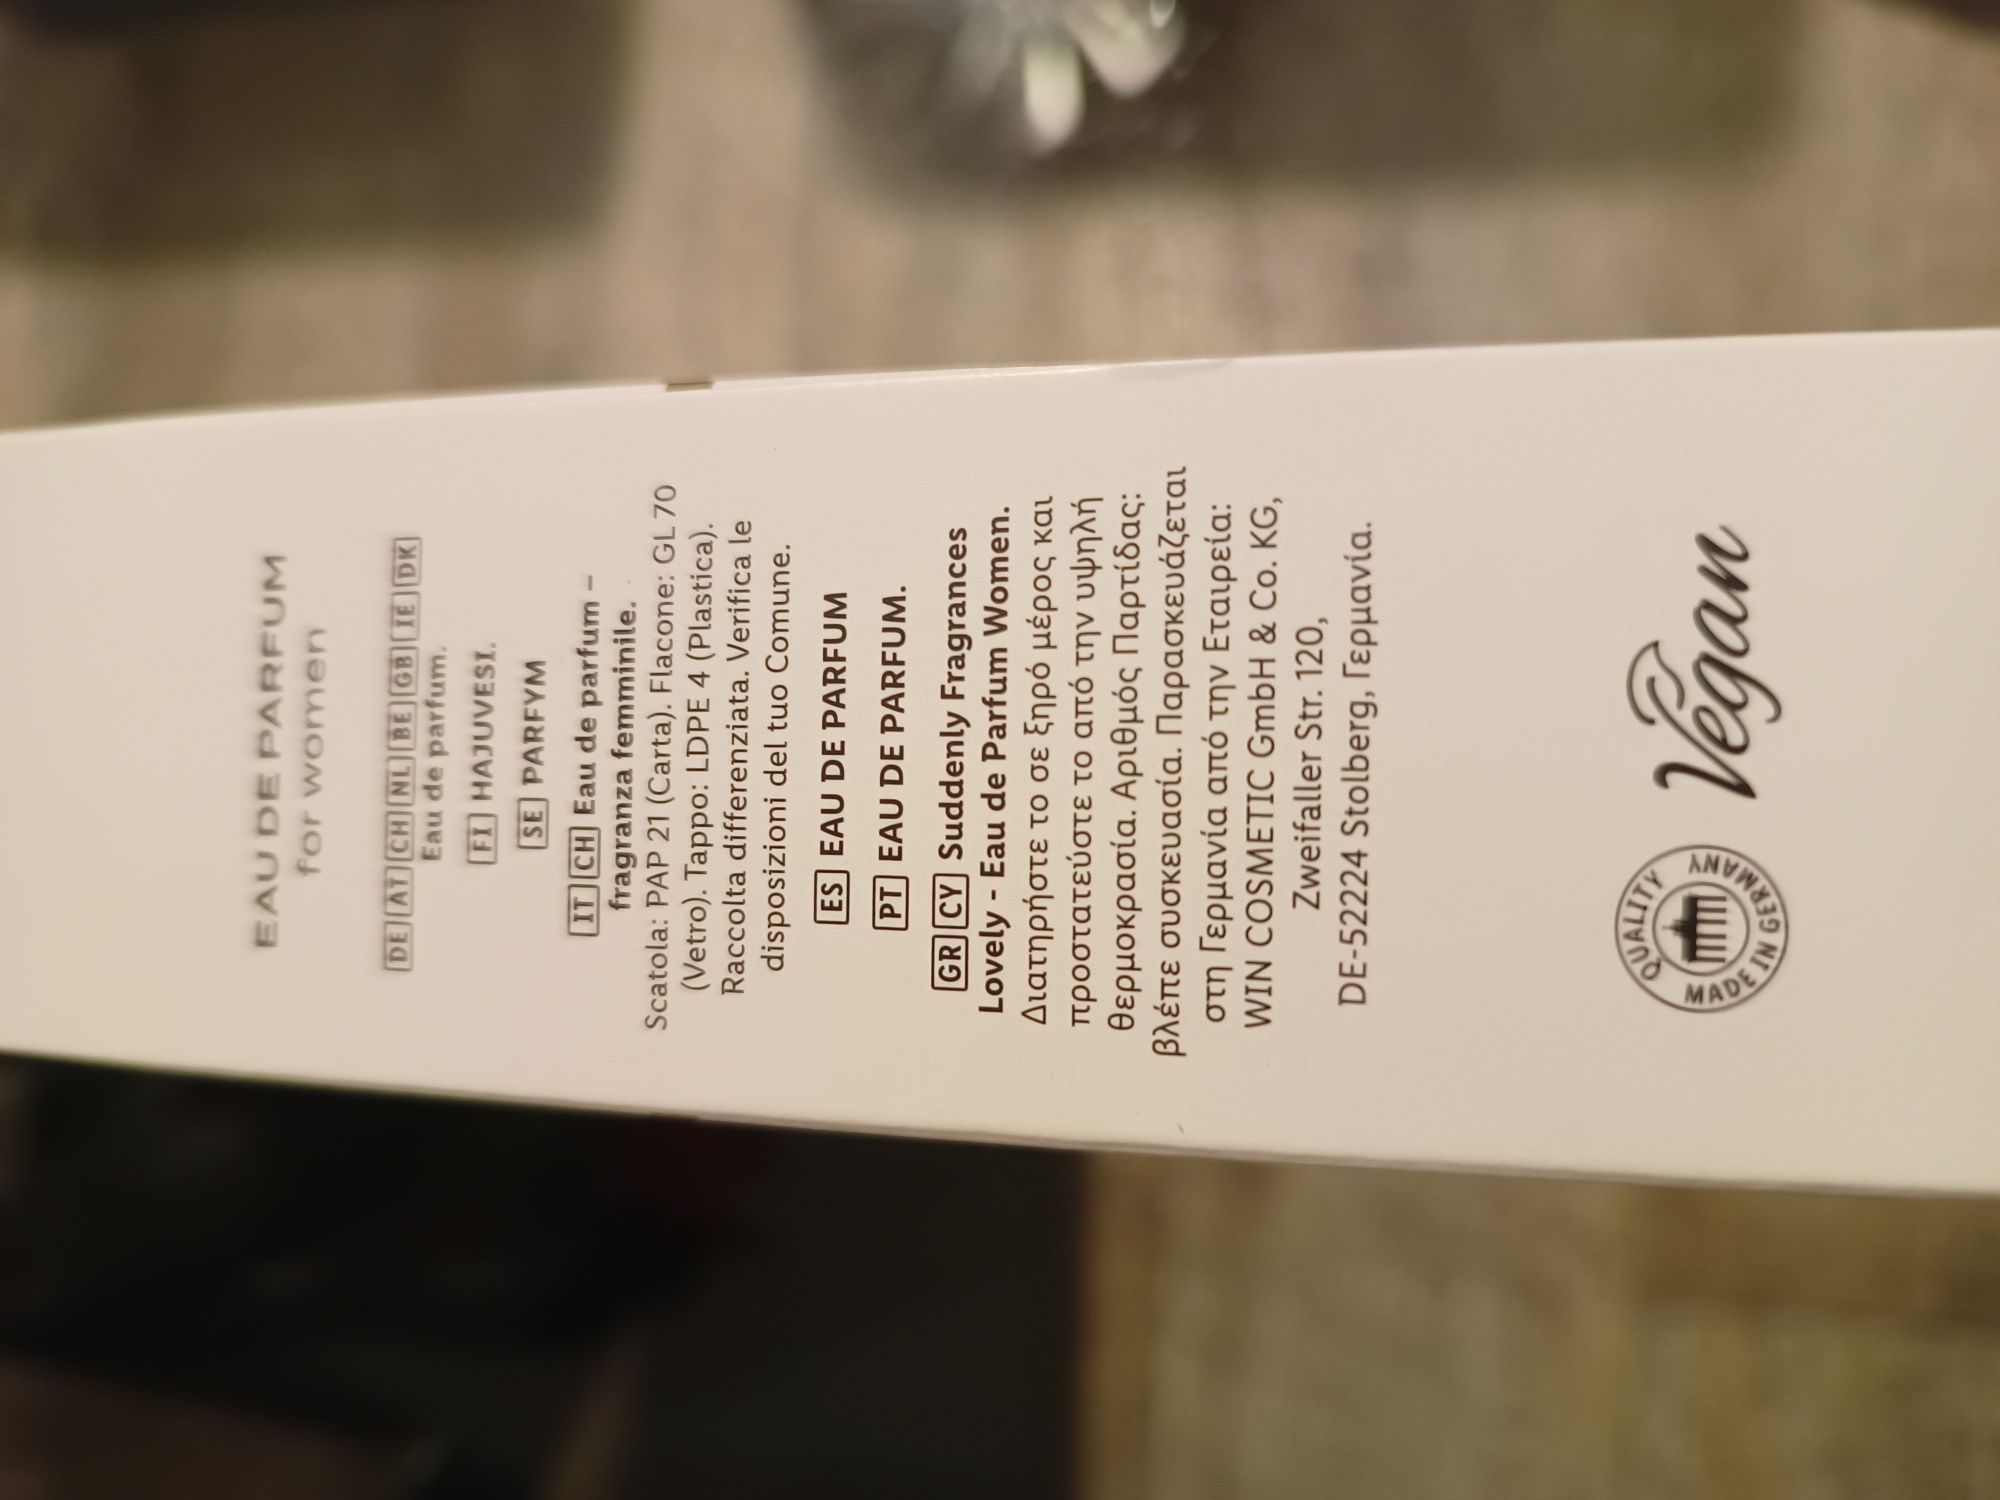 EAU DE PARFUM
for women
DE AT CH NL BE GB IE DK
Eau de parfum.
FI HAJUVESI.
SE PARFYM
IT CH Eau de parfum –
fragranza femminile.
Scatola: PAP 21 (Carta). Flacone: GL 70
(Vetro). Tappo: LDPE 4 (Plastica).
Raccolta differenziata. Verifica le
disposizioni del tuo Comune.
ES EAU DE PARFUM
PT EAU DE PARFUM.
GR CY Suddenly Fragrances
Lovely - Eau de Parfum Women.
Διατηρήστε το σε ξηρό μέρος και
προστατεύστε το από την υψηλή
θερμοκρασία. Αριθμός Παρτίδας:
βλέπε συσκευασία. Παρασκευάζεται
στη Γερμανία από την Εταιρεία:
WIN COSMETIC GmbH & Co. KG,
Zweifaller Str. 120,
DE-52224 Stolberg, Γερμανία.
QUALITY MADE IN GERMANY
Vegan